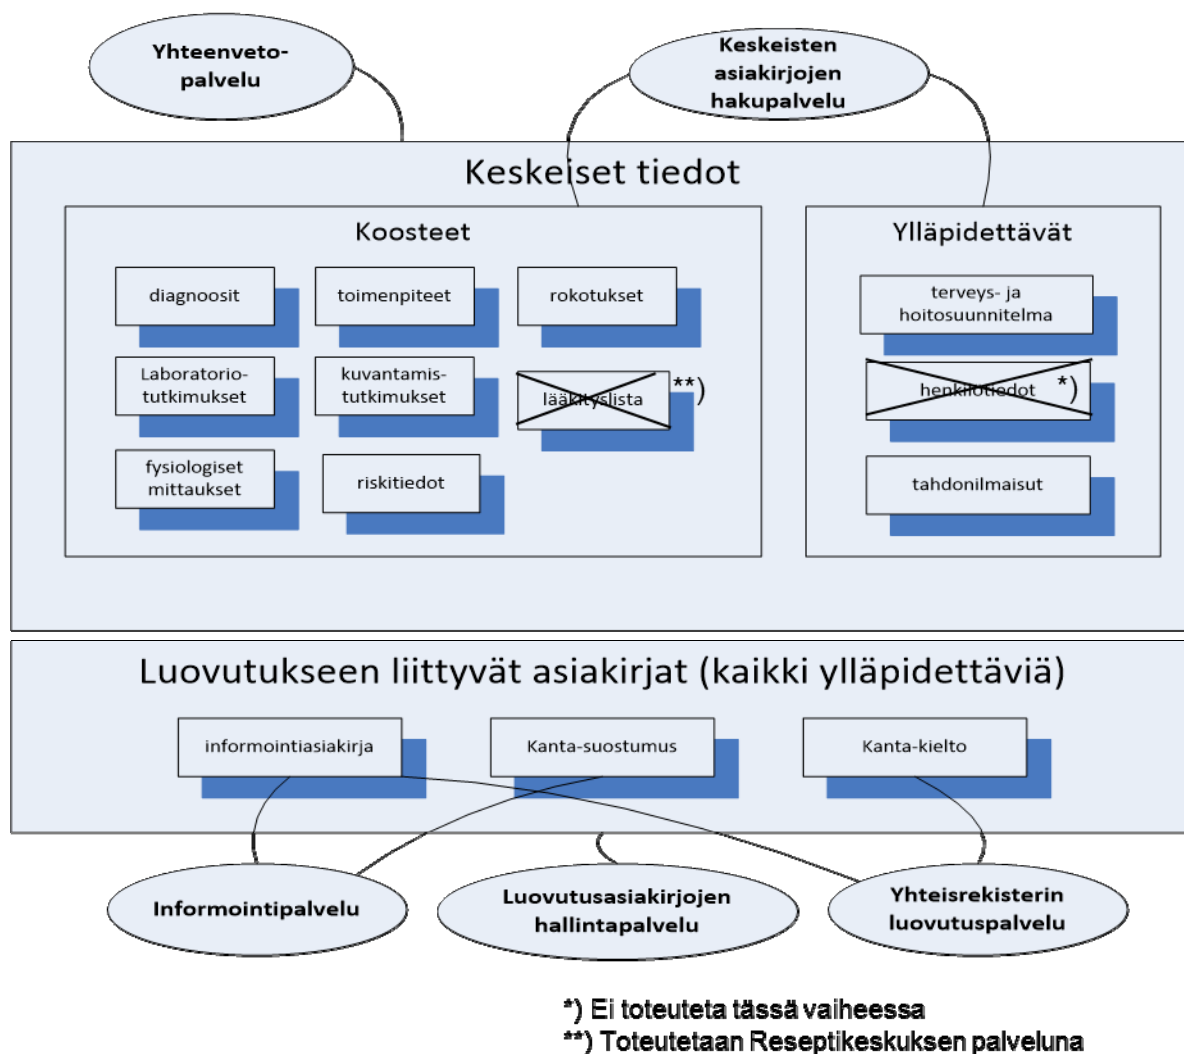 Yhteenveto-
palvelu
Keskeisten
asiakirjojen
hakupalvelu
Keskeiset tiedot
Koosteet
diagnoosit
toimenpiteet
rokotukset
Laboratorio-
tutkimukset
kuvantamis-
tutkimukset
lääkityslista
**)
fysiologiset
mittaukset
riskitiedot
Ylläpidettävät
terveys- ja
hoitosuunnitelma
henkilötiedot
*)
tahdonilmaisut
Luovutukseen liittyvät asiakirjat (kaikki ylläpidettäviä)
informointiasiakirja
Kanta-suostumus
Kanta-kielto
Informointipalvelu
Luovutusasiakirjojen
hallintapalvelu
Yhteisrekisterin
luovutuspalvelu
*) Ei toteuteta tässä vaiheessa
**) Toteutetaan Reseptikeskuksen palveluna